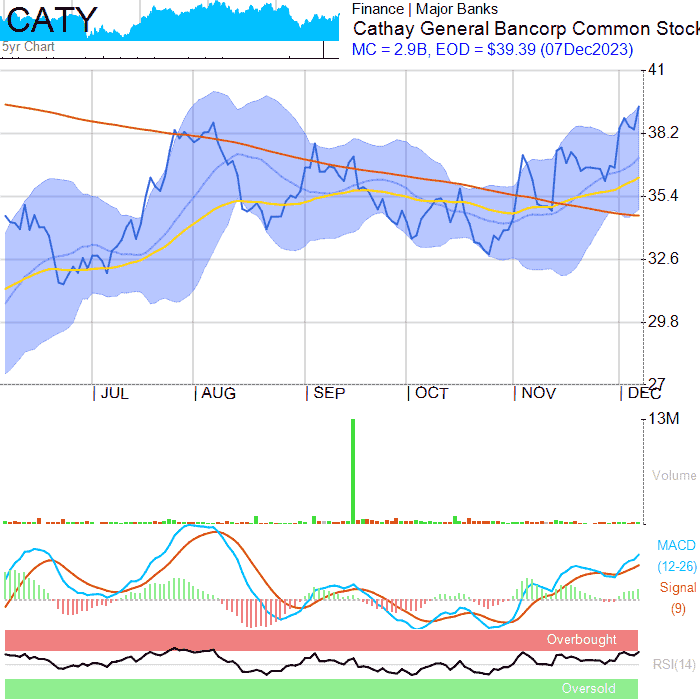 CATY
5yr Chart
Finance | Major Banks
Cathay General Bancorp Common Stock
MC = 2.9B, EOD = $39.39 (07Dec2023)
41
38.2
35.4
32.6
29.8
27
JUL AUG SEP OCT NOV DEC
13M
Volume
MACD
(12-26)
Signal
(9)
Overbought
RSI(14)
Oversold